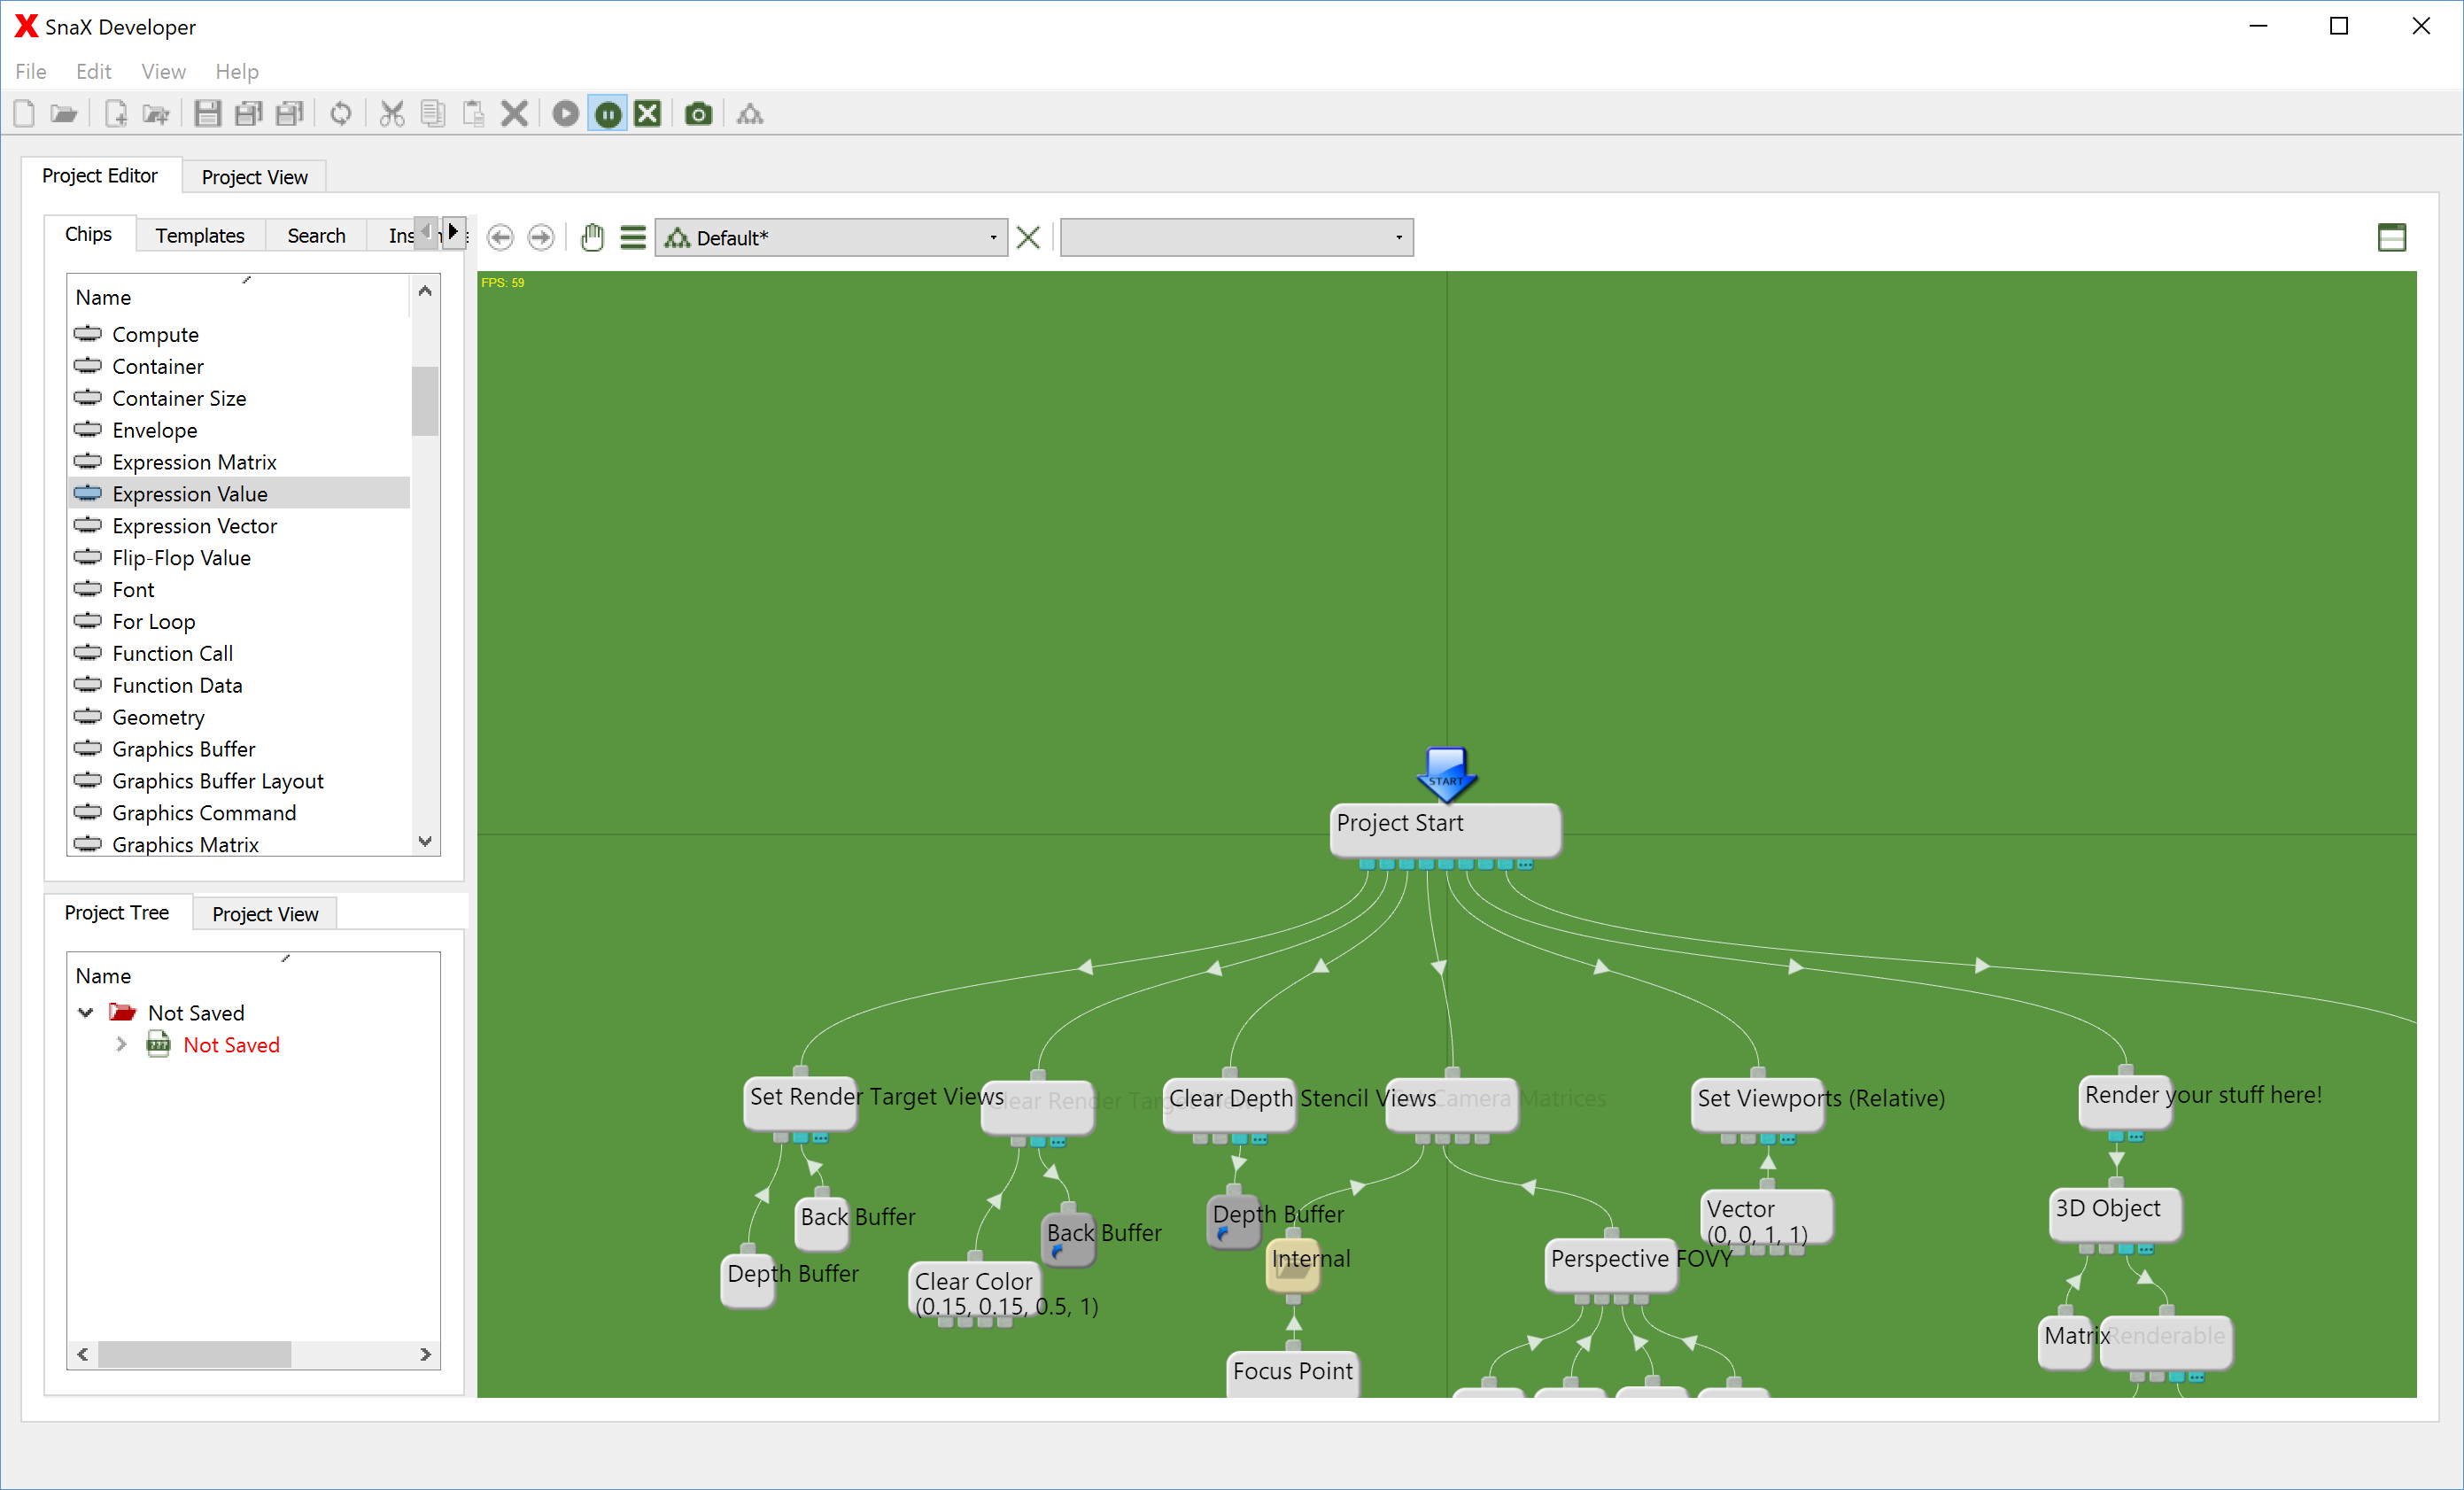 SnaX Developer
File Edit View Help
Project Editor Project View
Chips Templates Search
Default*
FPS: 59
Name
Compute
Container
Container Size
Envelope
Expression Matrix
Expression Value
Expression Vector
Flip-Flop Value
Font
For Loop
Function Call
Function Data
Geometry
Graphics Buffer
Graphics Buffer Layout
Graphics Command
Graphics Matrix
Project Tree Project View
Name
Not Saved
Not Saved
START
Project Start
Set Render Target Views
Clear Render Target
Clear Depth Stencil Views
Camera Matrices
Set Viewports (Relative)
Render your stuff here!
Back Buffer
Depth Buffer
Clear Color
(0.15, 0.15, 0.5, 1)
Back Buffer
Depth Buffer
Internal
Focus Point
Perspective FOVY
Vector
(0, 0, 1, 1)
3D Object
Matrix
Renderable